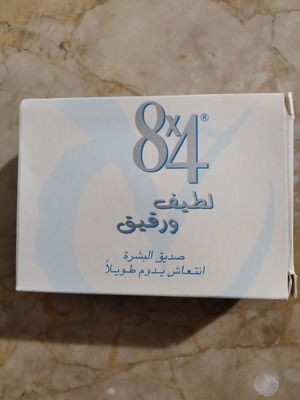 8x4®
لطيف
ورقيق
صديق البشرة
انتعاش يدوم طويلاً